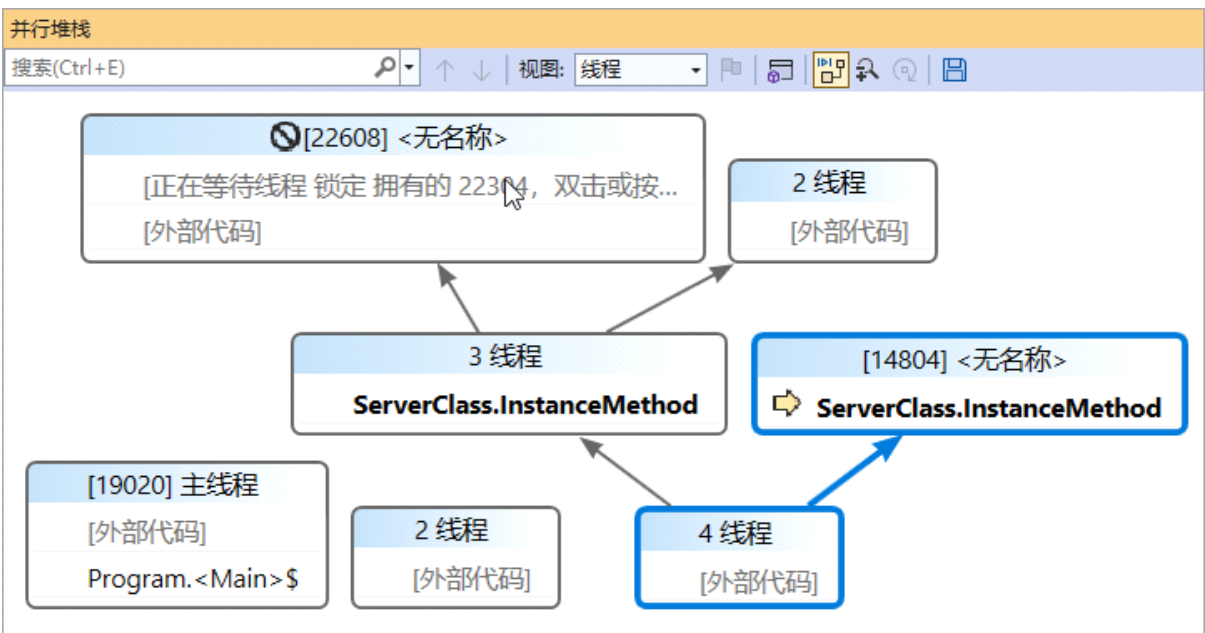 并行堆栈
搜索(Ctrl+E)
视图: 线程
[22608] <无名称>
[正在等待线程 锁定 拥有的 22304，双击或按...
[外部代码]
2 线程
[外部代码]
3 线程
ServerClass.InstanceMethod
[14804] <无名称>
ServerClass.InstanceMethod
[19020] 主线程
[外部代码]
Program.<Main>$
2 线程
[外部代码]
4 线程
[外部代码]